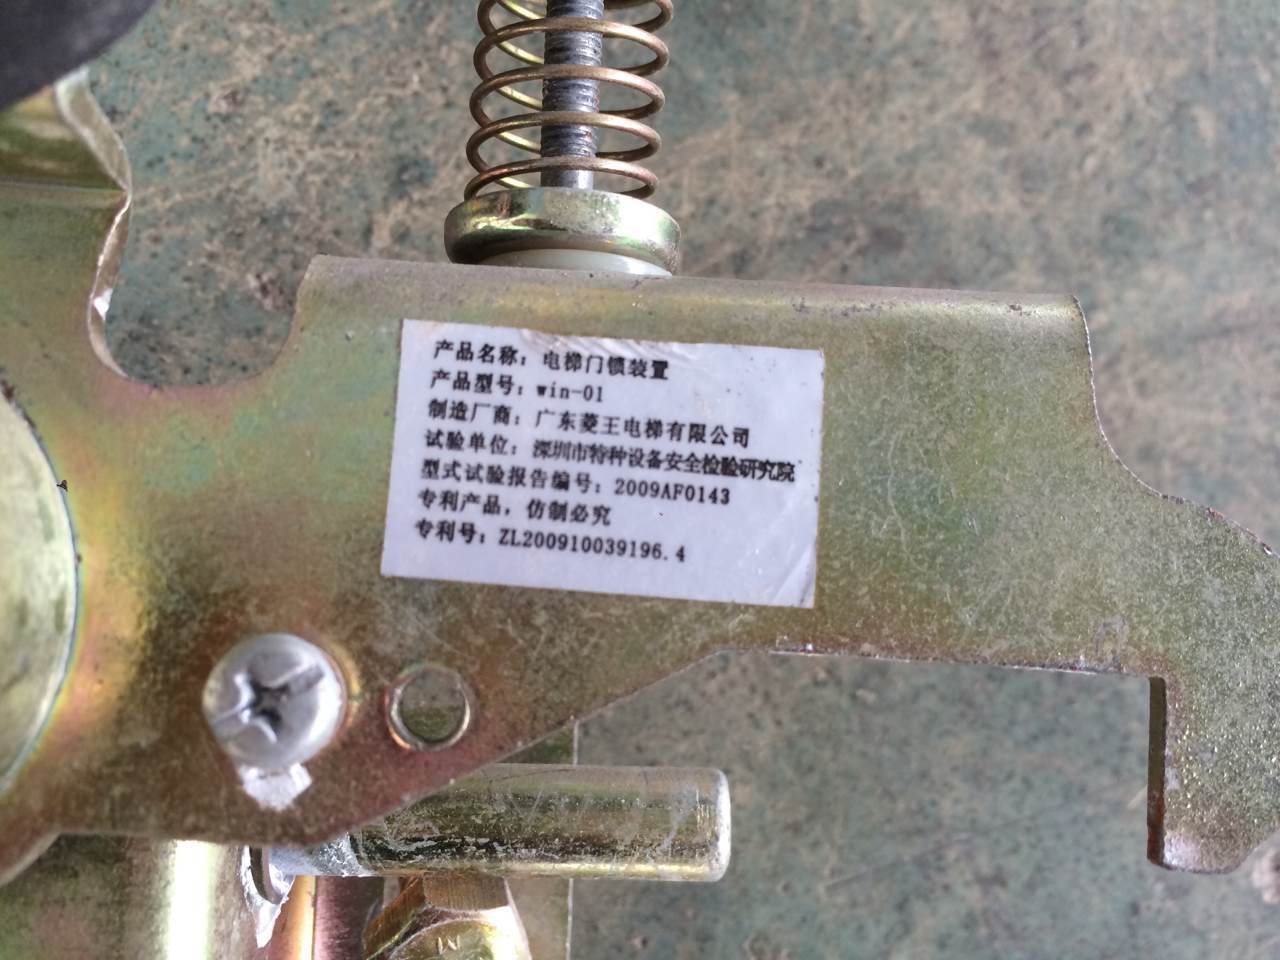 产品名称：电梯门锁装置
产品型号：win-01
制造厂商：广东菱王电梯有限公司
试验单位：深圳市特种设备安全检验研究院
型式试验报告编号：2009AF0143
专利产品，仿制必究
专利号：ZL200910039196.4